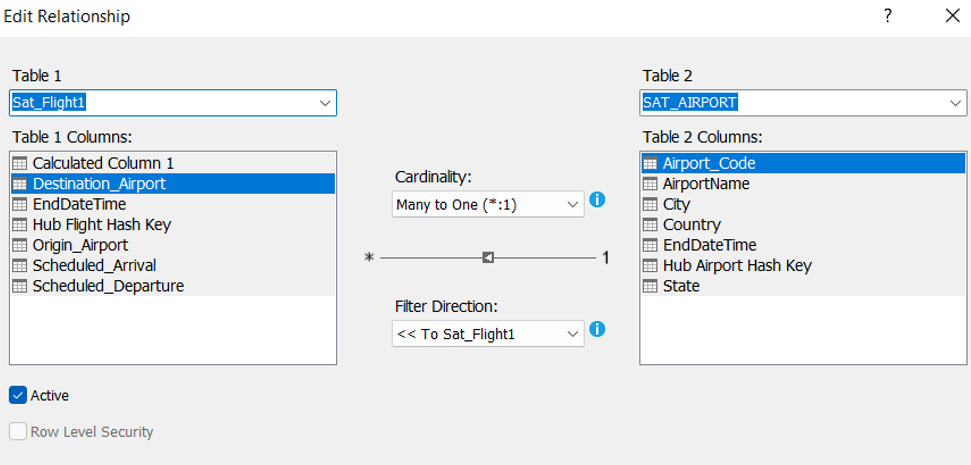 Edit Relationship
?
Table 1
Sat_Flight1
Table 1 Columns:
Calculated Column 1
Destination_Airport
EndDateTime
Hub Flight Hash Key
Origin_Airport
Scheduled_Arrival
Scheduled_Departure
Cardinality:
Many to One (*:1)
* 1
Filter Direction:
<< To Sat_Flight1
Table 2
SAT_AIRPORT
Table 2 Columns:
Airport_Code
AirportName
City
Country
EndDateTime
Hub Airport Hash Key
State
Active
Row Level Security